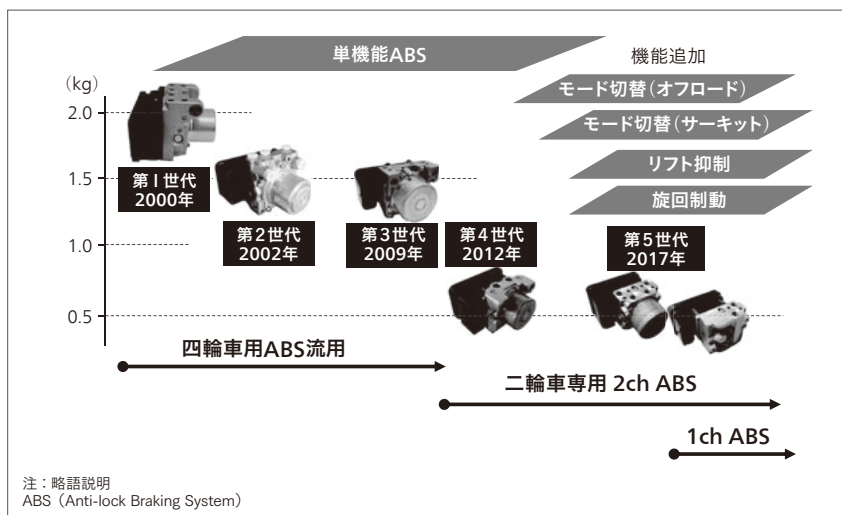 単機能ABS
機能追加
(kg)
モード切替(オフロード)
2.0
モード切替(サーキット)
リフト抑制
1.5
第1世代
2000年
旋回制動
第2世代
2002年
第3世代
2009年
第4世代
2012年
第5世代
2017年
1.0
0.5
四輪車用ABS流用
二輪車専用 2ch ABS
1ch ABS
注：略語説明
ABS（Anti-lock Braking System）